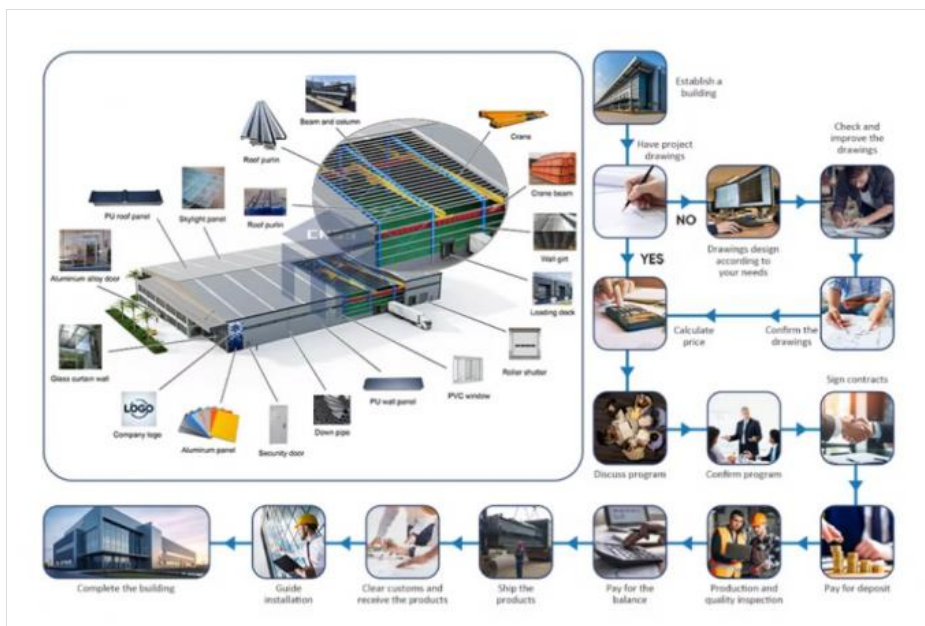 Beam and column
Roof purlin
Crane
PU roof panel
Skylight panel
Roof purlin
Crane beam
Wall girt
Aluminum alloy door
Loading dock
Glass curtain wall
Roller shutter
LOGO
Company logo
Aluminum panel
Security door
Down pipe
PU wall panel
PVC window
Establish a
building
Have project
drawings
NO
YES
Drawings design
according to
your needs
Check and
improve the
drawings
Confirm the
drawings
Calculate
price
Discuss program
Confirm program
Sign contracts
Pay for deposit
Production and
quality inspection
Pay for the
balance
Ship the
products
Clear customs and
receive the products
Guide
installation
Complete the building